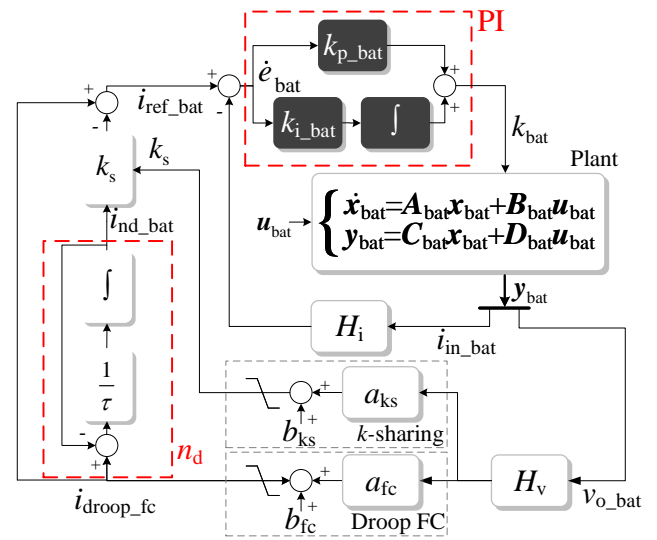 PI
k_p_bat
+
+
ė_bat
+
+
-
i_ref_bat
-
k_i_bat
∫
+
k_bat
Plant
k_s
k_s
u_bat
ẋ_bat=A_bat x_bat+B_bat u_bat
y_bat=C_bat x_bat+D_bat u_bat
i_nd_bat
y_bat
∫
H_i
i_in_bat
1/τ
+
a_ks
b_ks
+
k-sharing
-
+
n_d
i_droop_fc
+
a_fc
H_v
v_o_bat
b_fc
+
Droop FC